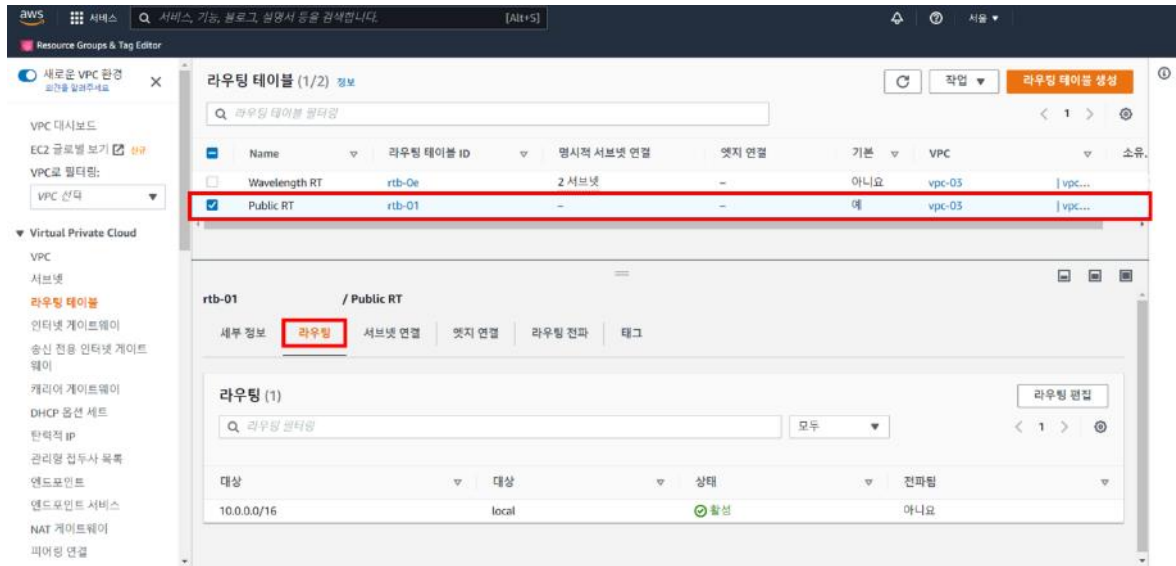 aws
서비스
서비스, 기능, 블로그, 설명서 등을 검색합니다.
[Alt+S]
서울 ▼
Resource Groups & Tag Editor
새로운 VPC 환경
의견을 알려주세요
VPC 대시보드
EC2 글로벌 보기 신규
VPC로 필터링:
VPC 선택
Virtual Private Cloud
VPC
서브넷
라우팅 테이블
인터넷 게이트웨이
송신 전용 인터넷 게이트
웨이
캐리어 게이트웨이
DHCP 옵션 세트
탄력적 IP
관리형 접두사 목록
엔드포인트
엔드포인트 서비스
NAT 게이트웨이
피어링 연결
라우팅 테이블 (1/2) 정보
작업 ▼
라우팅 테이블 생성
라우팅 테이블 필터링
< 1 >
Name 라우팅 테이블 ID 명시적 서브넷 연결 엣지 연결 기본 VPC 소유.
Wavelength RT rtb-0e 2 서브넷 – 아니요 vpc-03 | vpc...
Public RT rtb-01 – – 예 vpc-03 | vpc...
rtb-01 / Public RT
세부 정보 라우팅 서브넷 연결 엣지 연결 라우팅 전파 태그
라우팅 (1)
라우팅 편집
라우팅 필터링
모두
< 1 >
대상 대상 상태 전파됨
10.0.0.0/16 local 활성 아니요